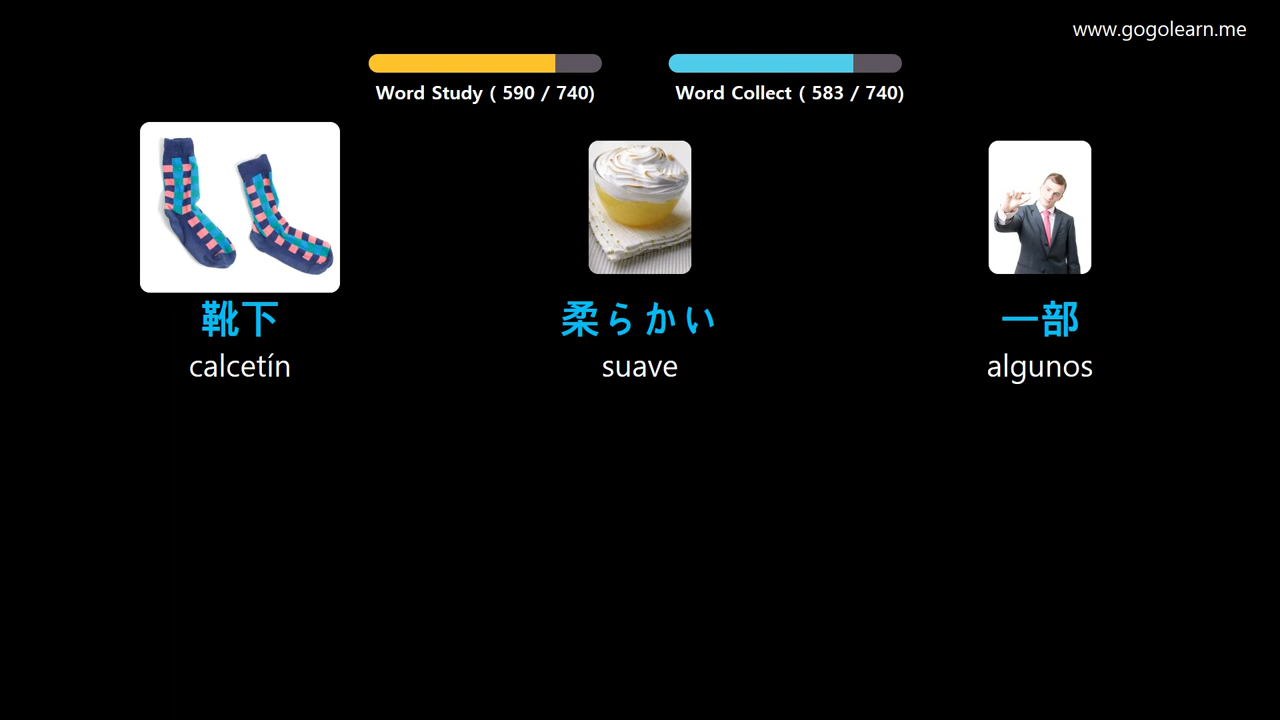 www.gogolearn.me
Word Study ( 590 / 740)
Word Collect ( 583 / 740)
靴下
柔らかい
一部
calcetín
suave
algunos